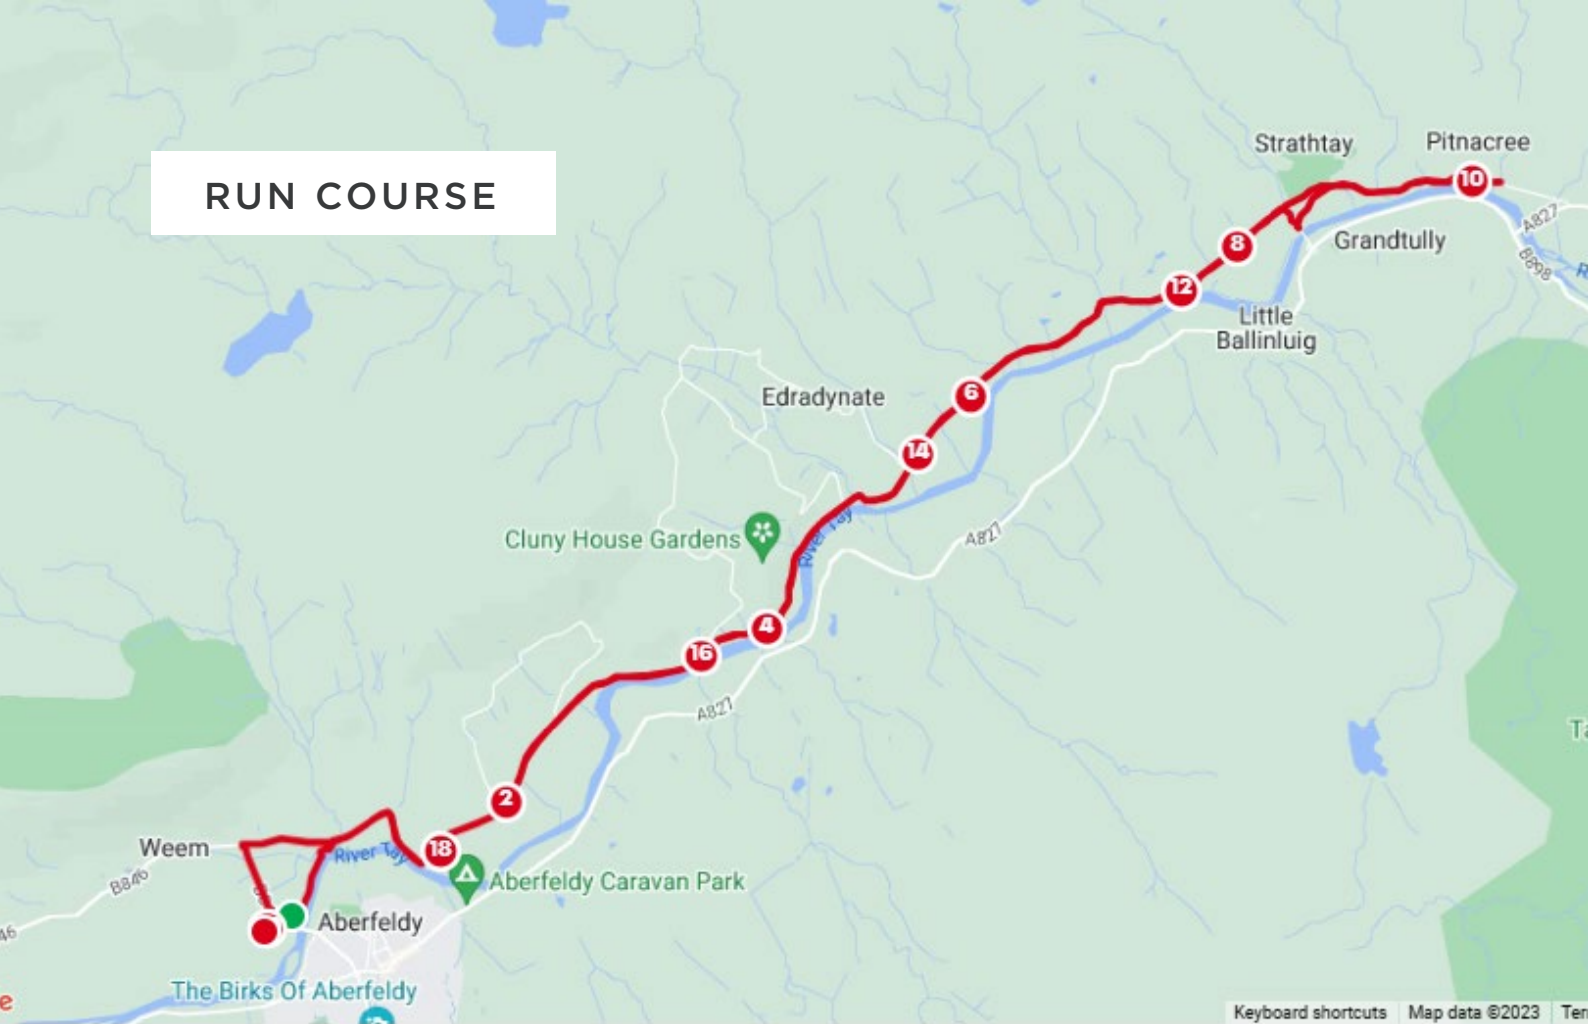 Strathtay
Pitnacree
RUN COURSE
10
A827
8
Grandtully
B898
12
Little
Ballinluig
Edradynate
6
14
River Tay
A827
Cluny House Gardens
4
16
A827
2
Weem
River Tay
18
B846
Aberfeldy Caravan Park
Aberfeldy
46
The Birks Of Aberfeldy
Keyboard shortcuts
Map data ©2023